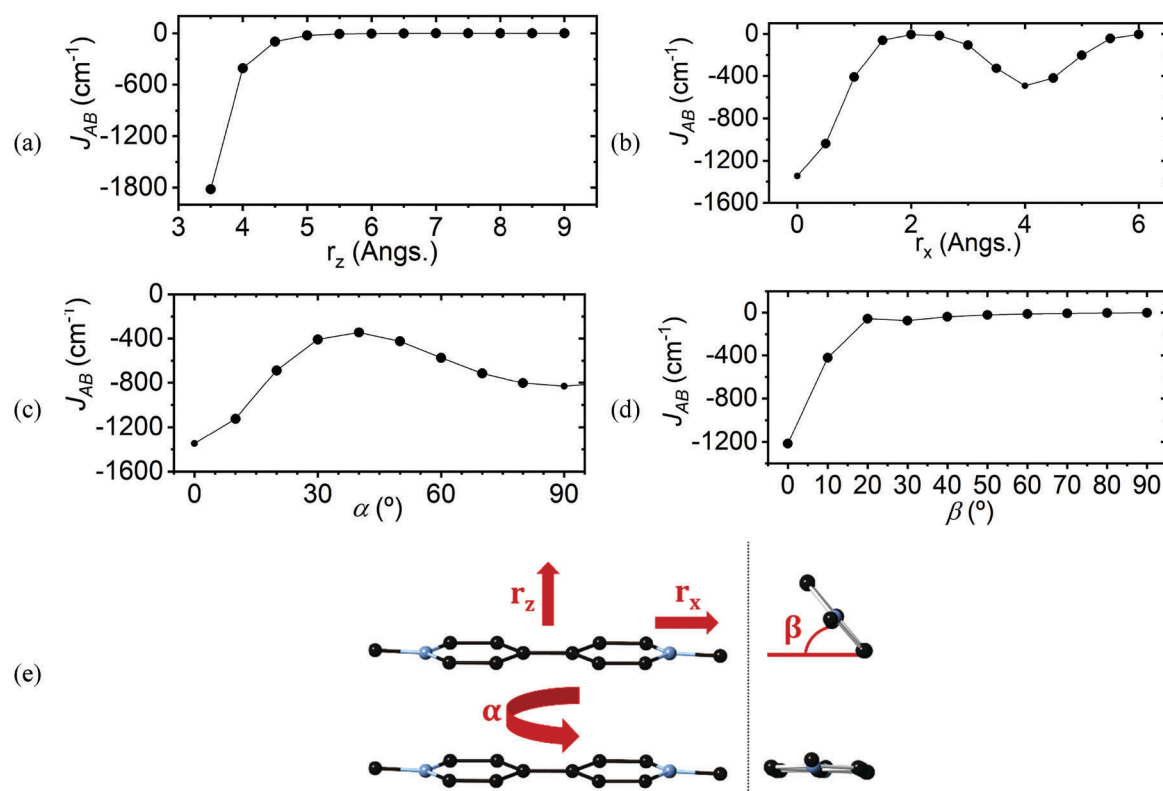 (a)
J_AB (cm⁻¹)
0
-600
-1200
-1800
3 4 5 6 7 8 9
r_z (Angs.)
(b)
J_AB (cm⁻¹)
0
-400
-800
-1200
-1600
0 2 4 6
r_x (Angs.)
(c)
J_AB (cm⁻¹)
0
-400
-800
-1200
-1600
0 30 60 90
α (º)
(d)
J_AB (cm⁻¹)
0
-400
-800
-1200
0 10 20 30 40 50 60 70 80 90
β (º)
(e)
r_z
r_x
α
β